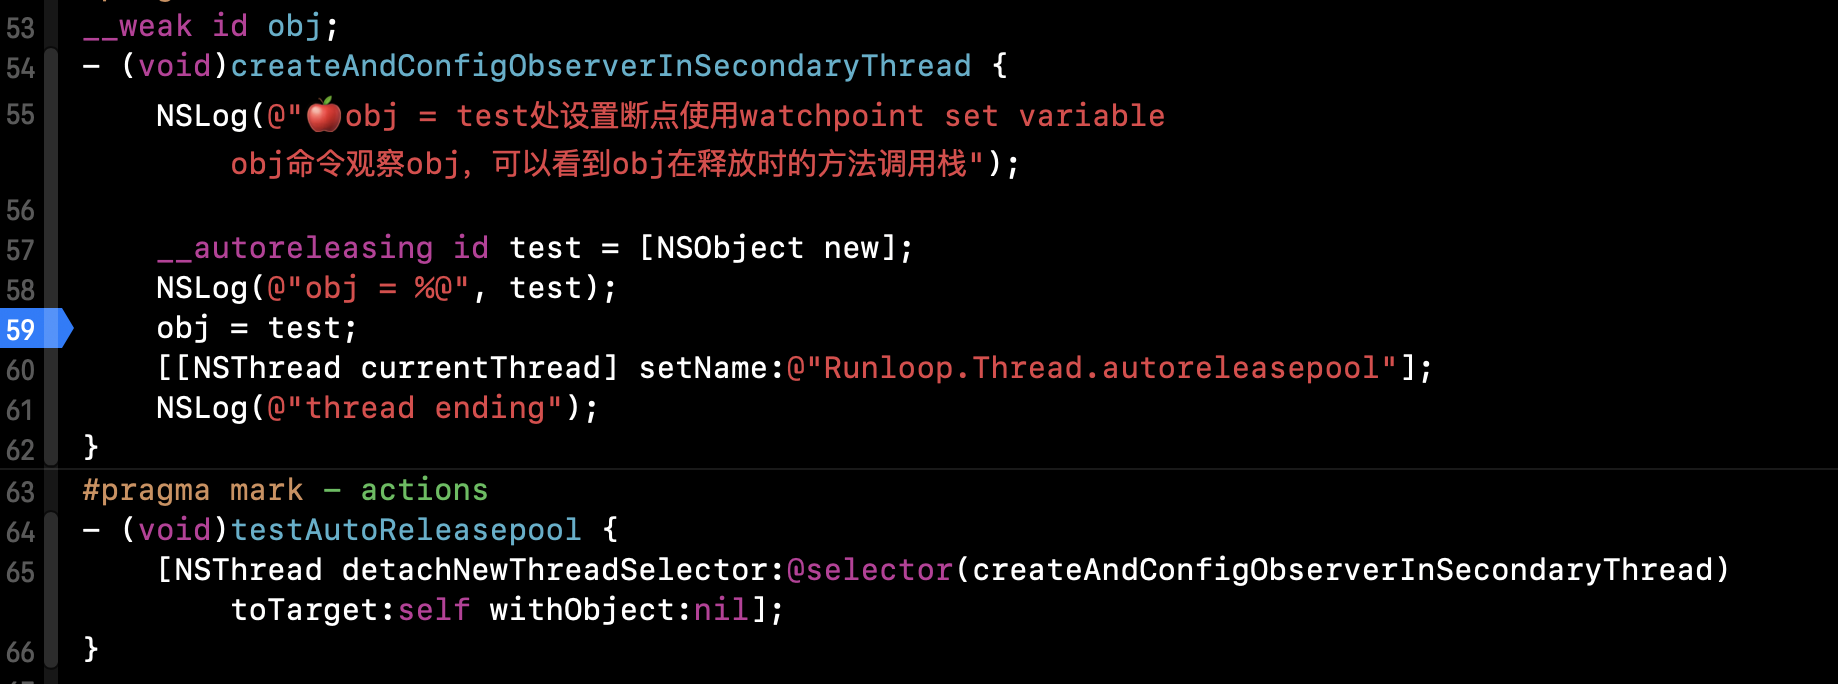 53 __weak id obj;
54 - (void)createAndConfigObserverInSecondaryThread {
55 NSLog(@"🍎obj = test处设置断点使用watchpoint set variable
obj命令观察obj，可以看到obj在释放时的方法调用栈");
56
57 __autoreleasing id test = [NSObject new];
58 NSLog(@"obj = %@", test);
59 obj = test;
60 [[NSThread currentThread] setName:@"Runloop.Thread.autoreleasepool"];
61 NSLog(@"thread ending");
62 }
63 #pragma mark - actions
64 - (void)testAutoReleasepool {
65 [NSThread detachNewThreadSelector:@selector(createAndConfigObserverInSecondaryThread)
toTarget:self withObject:nil];
66 }